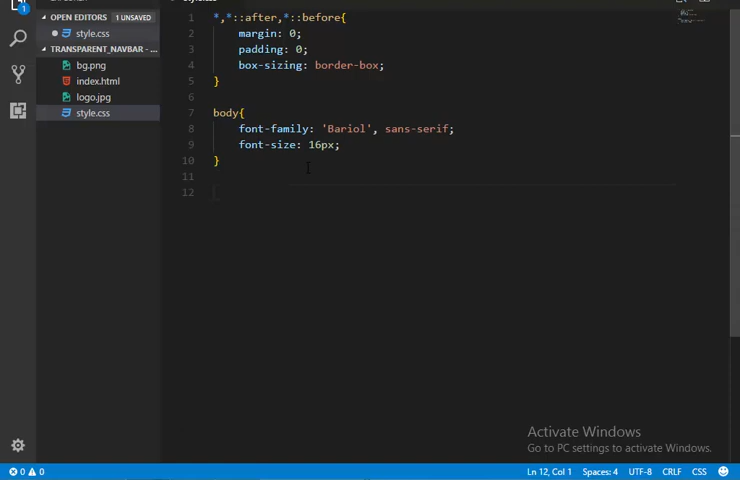 OPEN EDITORS 1 UNSAVED
style.css
TRANSPARENT_NAVBAR - ...
bg.png
index.html
logo.jpg
style.css
1 *,*::after,*::before{
2 margin: 0;
3 padding: 0;
4 box-sizing: border-box;
5 }
6
7 body{
8 font-family: 'Bariol', sans-serif;
9 font-size: 16px;
10 }
11
12
1
Activate Windows
Go to PC settings to activate Windows.
0 0 Ln 12, Col 1 Spaces: 4 UTF-8 CRLF CSS